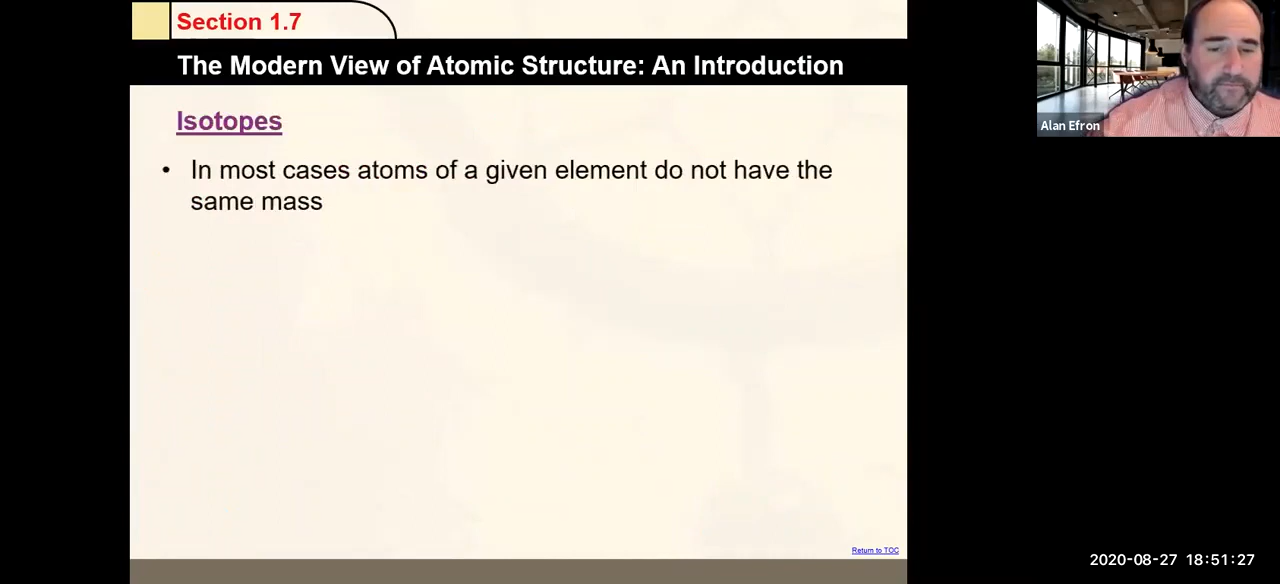 Section 1.7
The Modern View of Atomic Structure: An Introduction
Isotopes
• In most cases atoms of a given element do not have the
same mass
Return to TOC
Alan Efron
2020-08-27 18:51:27